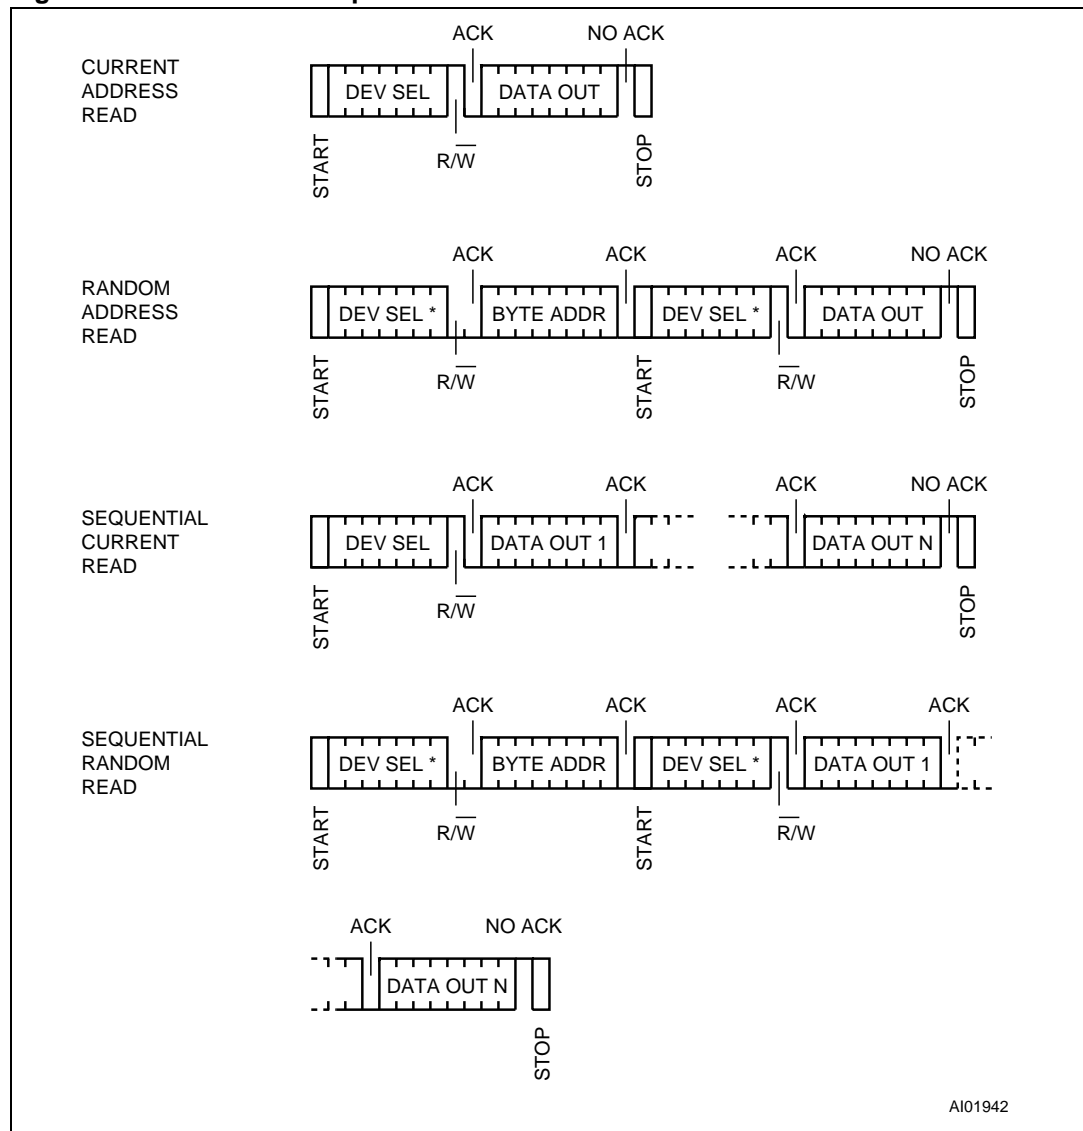 ACK NO ACK
CURRENT
ADDRESS
READ
DEV SEL DATA OUT
START R/W STOP
ACK ACK ACK NO ACK
RANDOM
ADDRESS
READ
DEV SEL * BYTE ADDR DEV SEL * DATA OUT
START R/W START R/W STOP
ACK ACK ACK NO ACK
SEQUENTIAL
CURRENT
READ
DEV SEL DATA OUT 1 DATA OUT N
START R/W STOP
ACK ACK ACK ACK
SEQUENTIAL
RANDOM
READ
DEV SEL * BYTE ADDR DEV SEL * DATA OUT 1
START R/W START R/W
ACK NO ACK
DATA OUT N
STOP
AI01942